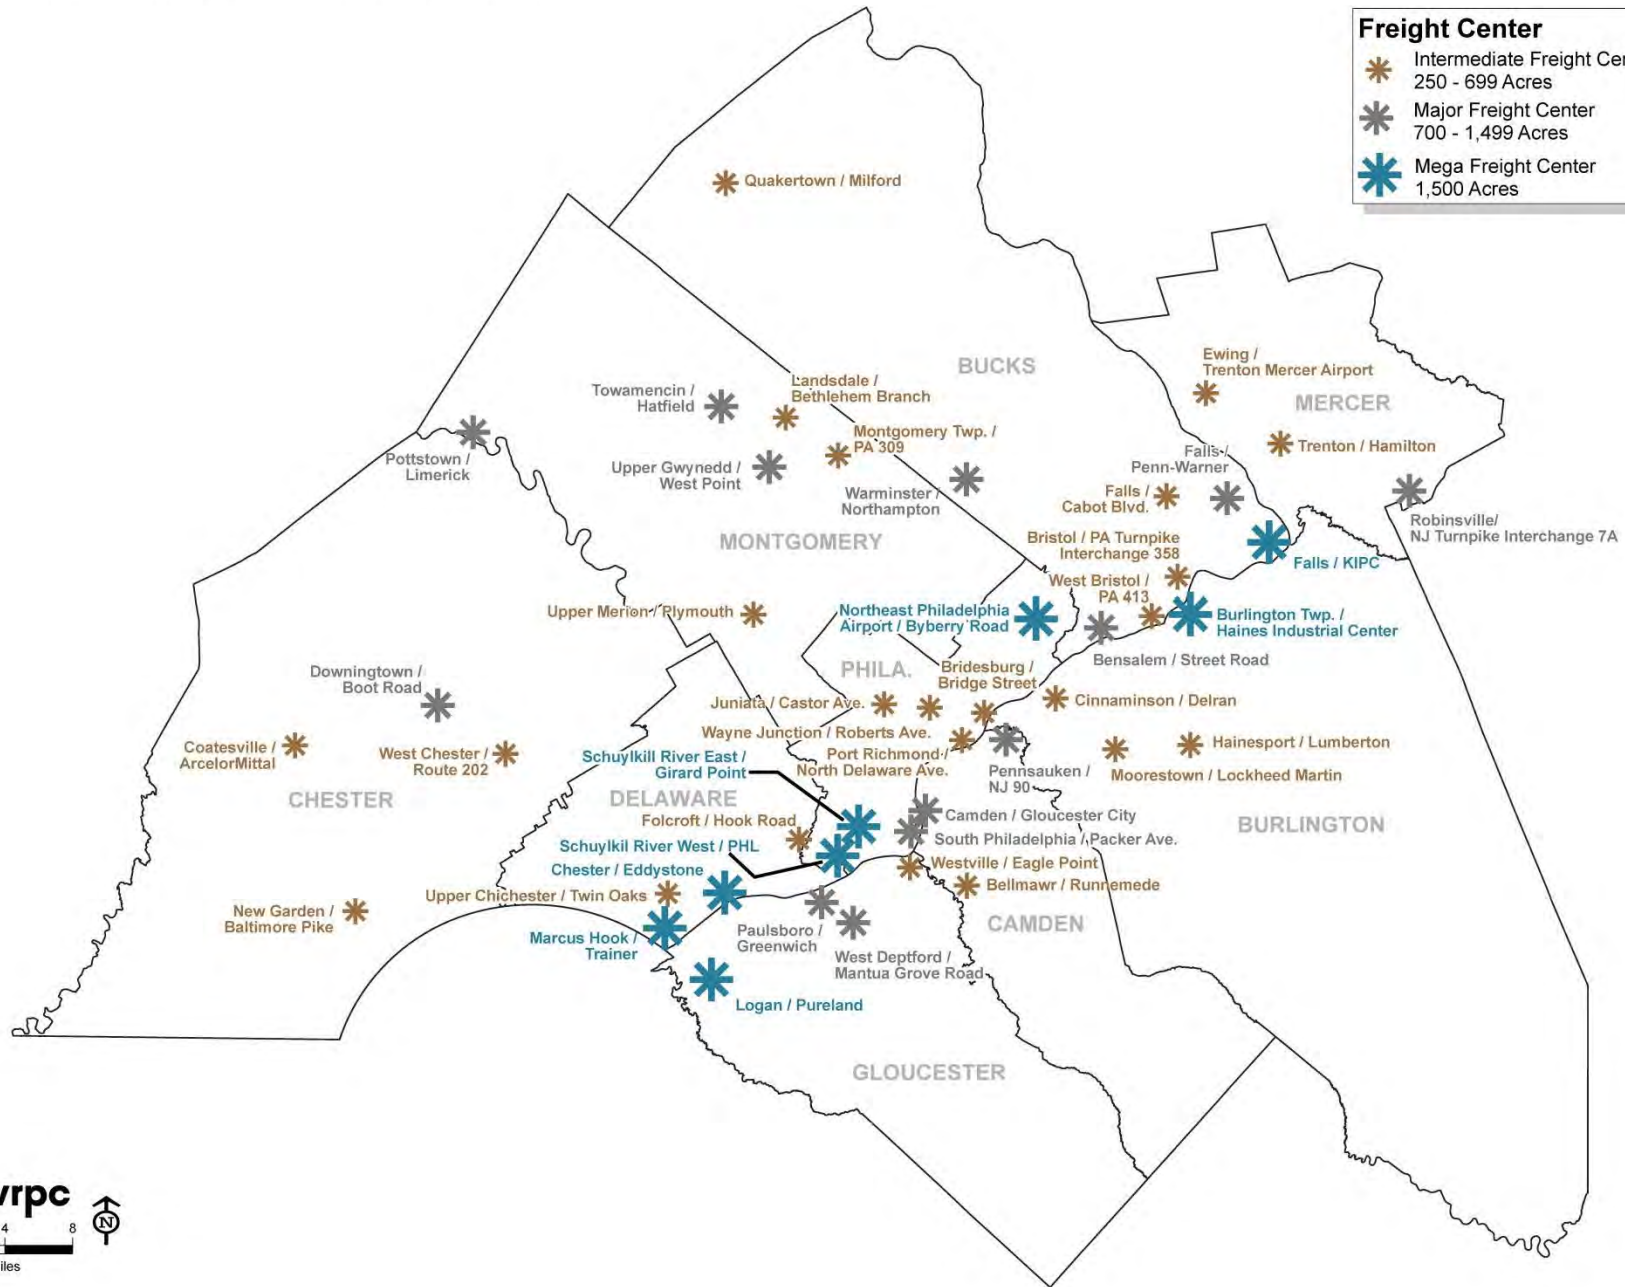 Freight Center
Intermediate Freight Cen
250 - 699 Acres
Major Freight Center
700 - 1,499 Acres
Mega Freight Center
1,500 Acres
Quakertown / Milford
BUCKS
Ewing /
Trenton Mercer Airport
MERCER
Landsdale /
Bethlehem Branch
Towamencin /
Hatfield
Montgomery Twp. /
PA 309
Trenton / Hamilton
Falls /
Penn-Warner
Pottstown /
Limerick
Upper Gwynedd /
West Point
Warminster /
Northampton
Falls /
Cabot Blvd.
Robinsville/
NJ Turnpike Interchange 7A
MONTGOMERY
Bristol / PA Turnpike
Interchange 358
Falls / KIPC
West Bristol /
PA 413
Upper Merion / Plymouth
Northeast Philadelphia
Airport / Byberry Road
Burlington Twp. /
Haines Industrial Center
Bensalem / Street Road
PHILA.
Bridesburg /
Bridge Street
Downingtown /
Boot Road
Juniata / Castor Ave.
Cinnaminson / Delran
Wayne Junction / Roberts Ave.
Coatesville /
ArcelorMittal
West Chester /
Route 202
Schuylkill River East /
Girard Point
Port Richmond /
North Delaware Ave.
Hainesport / Lumberton
Pennsauken /
NJ 90
Moorestown / Lockheed Martin
CHESTER
DELAWARE
Folcroft / Hook Road
Camden / Gloucester City
South Philadelphia / Packer Ave.
BURLINGTON
Schuylkil River West / PHL
Chester / Eddystone
Westville / Eagle Point
Upper Chichester / Twin Oaks
Bellmawr / Runnemede
New Garden /
Baltimore Pike
CAMDEN
Marcus Hook /
Trainer
Paulsboro /
Greenwich
West Deptford /
Mantua Grove Road
Logan / Pureland
GLOUCESTER
vrpc
4 8
iles
N